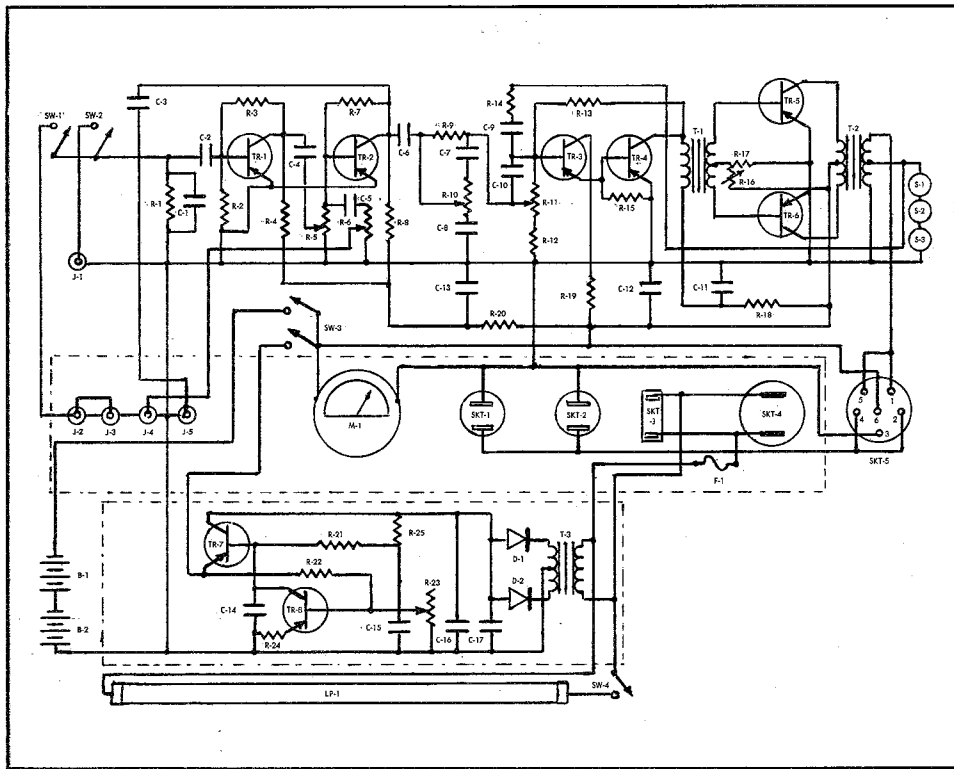 SW-1'
SW-2
C-3
C-2
R-3
TR-1
R-1
C-1
R-2
R-4
J-1
C-4
R-7
TR-2
R-5
R-6
C-5
R-8
C-6
R-9
C-7
R-10
C-8
C-13
R-14
C-9
C-10
R-13
TR-3
TR-4
R-11
R-12
R-15
R-19
C-12
R-20
T-1
TR-5
R-17
R-16
TR-6
T-2
C-11
R-18
S-1
S-2
S-3
SW-3
J-2
J-3
J-4
J-5
M-1
SKT-1
SKT-2
SKT
-3
SKT-4
F-1
5
1
4
6
2
3
SKT-5
B-1
B-2
TR-7
R-21
R-22
R-25
R-23
C-14
TR-8
R-24
C-15
C-16
C-17
D-1
D-2
T-3
LP-1
SW-4